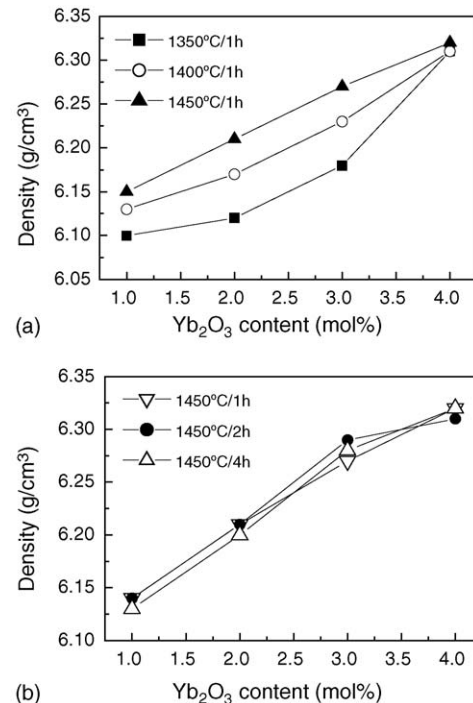 6.35
6.30
6.25
6.20
6.15
6.10
6.05
Density (g/cm³)
1350ºC/1h
1400ºC/1h
1450ºC/1h
1.0 1.5 2.0 2.5 3.0 3.5 4.0
(a) Yb₂O₃ content (mol%)
6.35
6.30
6.25
6.20
6.15
6.10
Density (g/cm³)
1450ºC/1h
1450ºC/2h
1450ºC/4h
1.0 1.5 2.0 2.5 3.0 3.5 4.0
(b) Yb₂O₃ content (mol%)